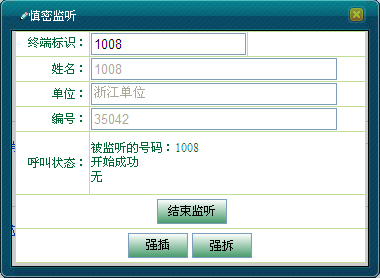 慎密监听
终端标识： 1008
姓名： 1008
单位： 浙江单位
编号： 35042
呼叫状态： 被监听的号码：1008
开始成功
无
结束监听
强插 强拆